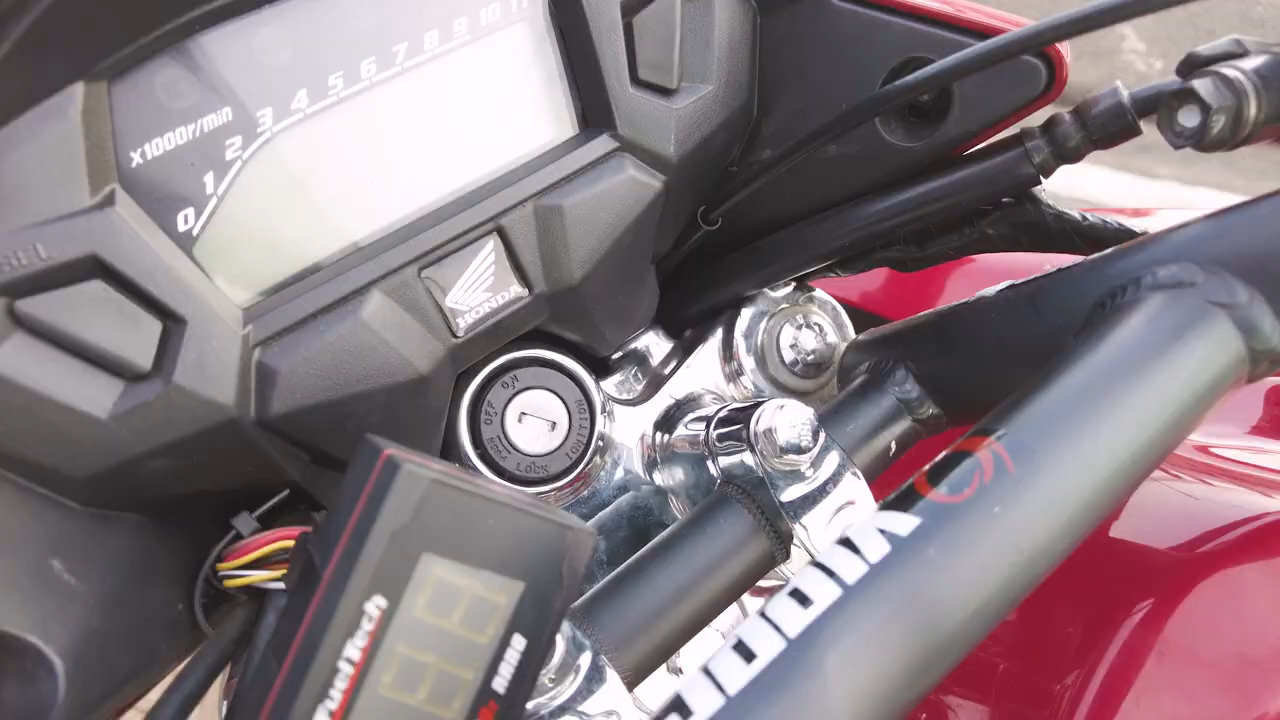 0 1 2 3 4 5 6 7 8 9 10 11
x1000r/min
SEL
HONDA
ON
OFF
PUSH
LOCK
IGNITION
FuelTech